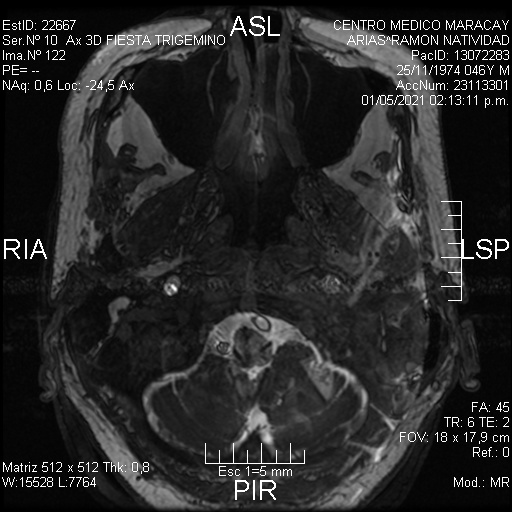 EstID: 22667
Ser.Nº 10 Ax 3D FIESTA TRIGEMINO
Ima.Nº 122
PE= --
NAq: 0,6 Loc: -24,5 Ax
ASL
CENTRO MEDICO MARACAY
ARIAS^RAMON NATIVIDAD
PacID: 13072283
25/11/1974 046Y M
AccNum: 23113301
01/05/2021 02:13:11 p.m.
RIA
LSP
Matriz 512 x 512 Thk: 0,8
W:15528 L:7764
Esc 1=5 mm
PIR
FA: 45
TR: 6 TE: 2
FOV: 18 x 17,9 cm
Ref.: 0
Mod.: MR